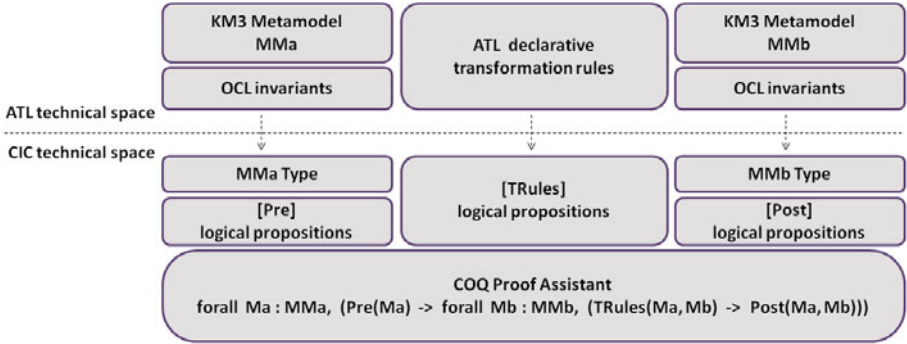 KM3 Metamodel
MMa
OCL invariants
ATL declarative
transformation rules
KM3 Metamodel
MMb
OCL invariants
ATL technical space
CIC technical space
MMa Type
[Pre]
logical propositions
[TRules]
logical propositions
MMb Type
[Post]
logical propositions
COQ Proof Assistant
forall Ma : MMa, (Pre(Ma) -> forall Mb : MMb, (TRules(Ma, Mb) -> Post(Ma, Mb)))